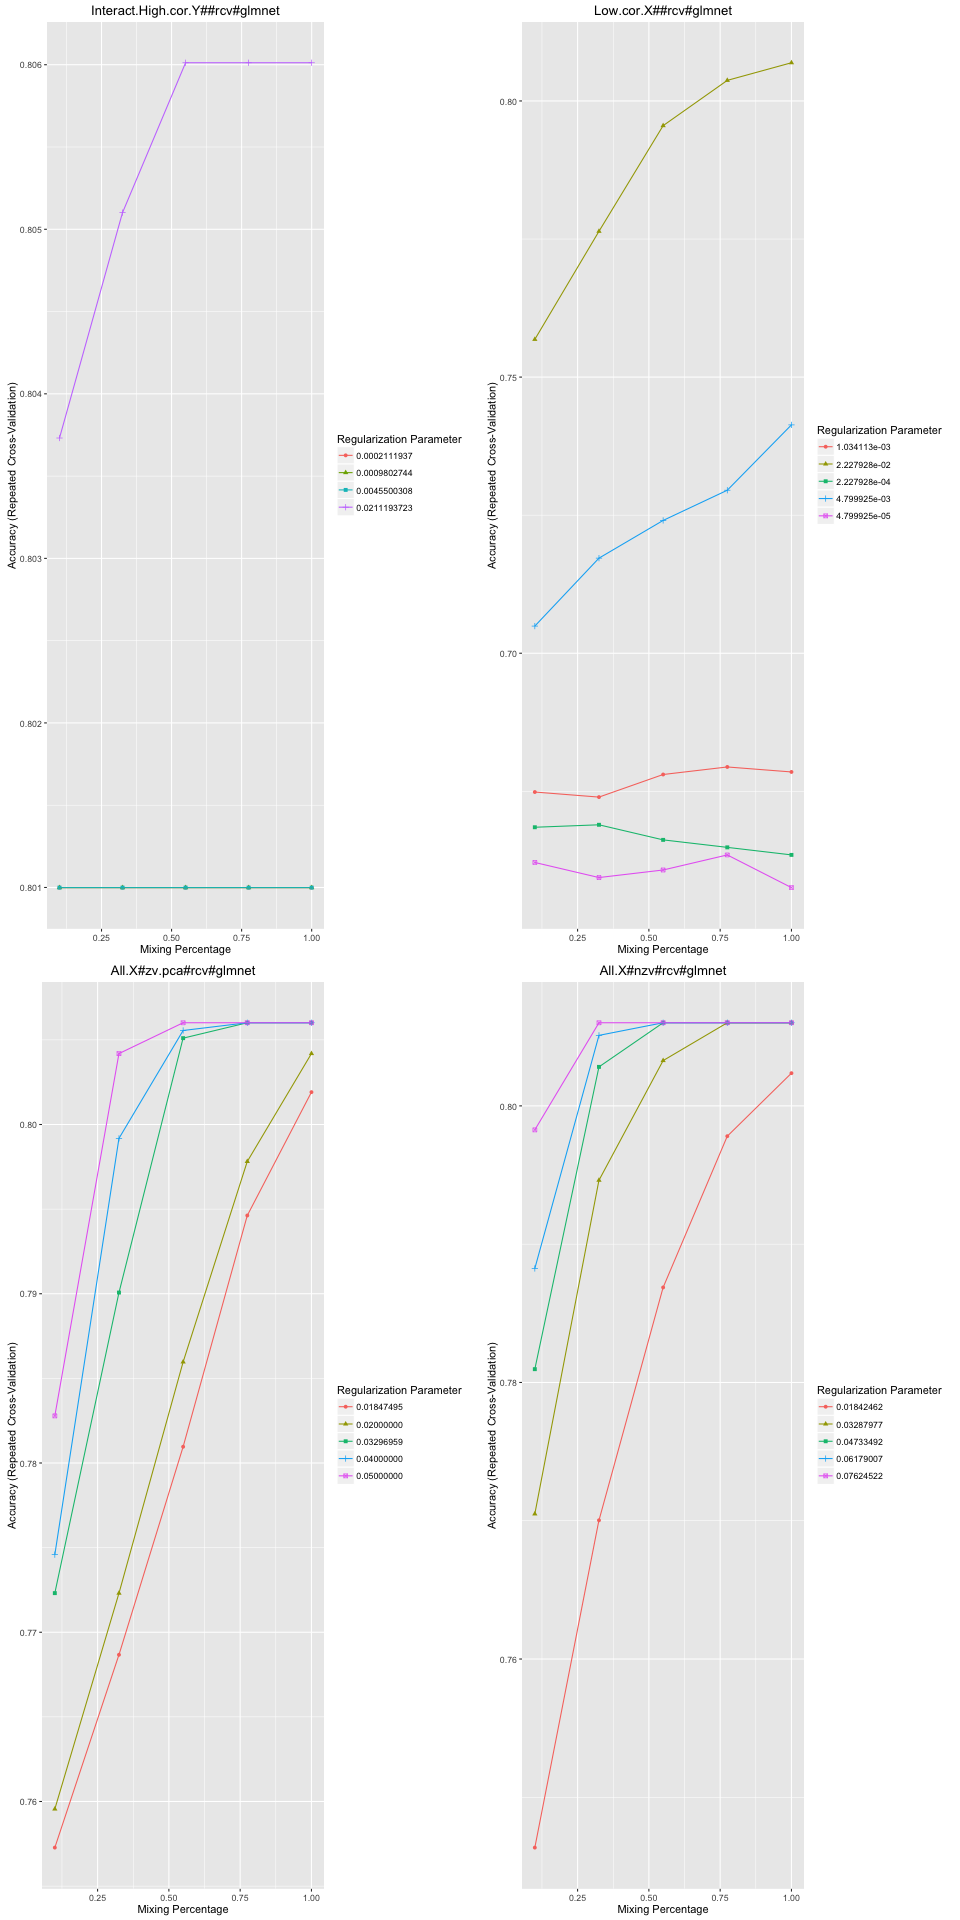 Interact.High.cor.Y##rcv#glmnet
Accuracy (Repeated Cross-Validation)
0.806
0.805
0.804
0.803
0.802
0.801
0.25 0.50 0.75 1.00
Mixing Percentage
Regularization Parameter
0.0002111937
0.0009802744
0.0045500308
0.0211193723
Low.cor.X##rcv#glmnet
Accuracy (Repeated Cross-Validation)
0.80
0.75
0.70
0.25 0.50 0.75 1.00
Mixing Percentage
Regularization Parameter
1.034113e-03
2.227928e-02
2.227928e-04
4.799925e-03
4.799925e-05
All.X#zv.pca#rcv#glmnet
Accuracy (Repeated Cross-Validation)
0.80
0.79
0.78
0.77
0.76
0.25 0.50 0.75 1.00
Mixing Percentage
Regularization Parameter
0.01847495
0.02000000
0.03296959
0.04000000
0.05000000
All.X#nzv#rcv#glmnet
Accuracy (Repeated Cross-Validation)
0.80
0.78
0.76
0.25 0.50 0.75 1.00
Mixing Percentage
Regularization Parameter
0.01842462
0.03287977
0.04733492
0.06179007
0.07624522